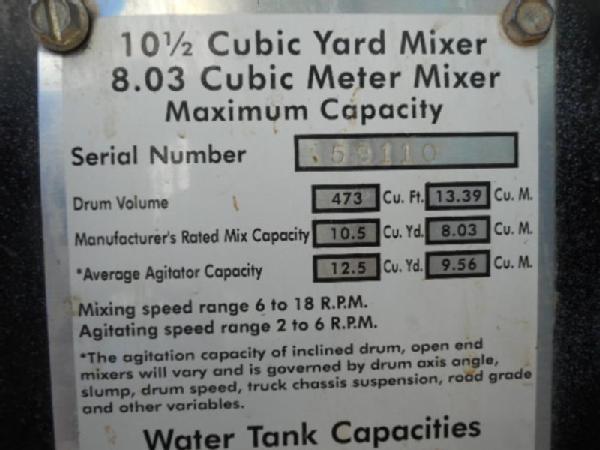 10½ Cubic Yard Mixer
8.03 Cubic Meter Mixer
Maximum Capacity
Serial Number 59110
Drum Volume 473 Cu. Ft. 13.39 Cu. M.
Manufacturer's Rated Mix Capacity 10.5 Cu. Yd. 8.03 Cu. M.
*Average Agitator Capacity 12.5 Cu. Yd. 9.56 Cu. M.
Mixing speed range 6 to 18 R.P.M.
Agitating speed range 2 to 6 R.P.M.
*The agitation capacity of inclined drum, open end
mixers will vary and is governed by drum axis angle,
slump, drum speed, truck chassis suspension, road grade
and other variables.
Water Tank Capacities